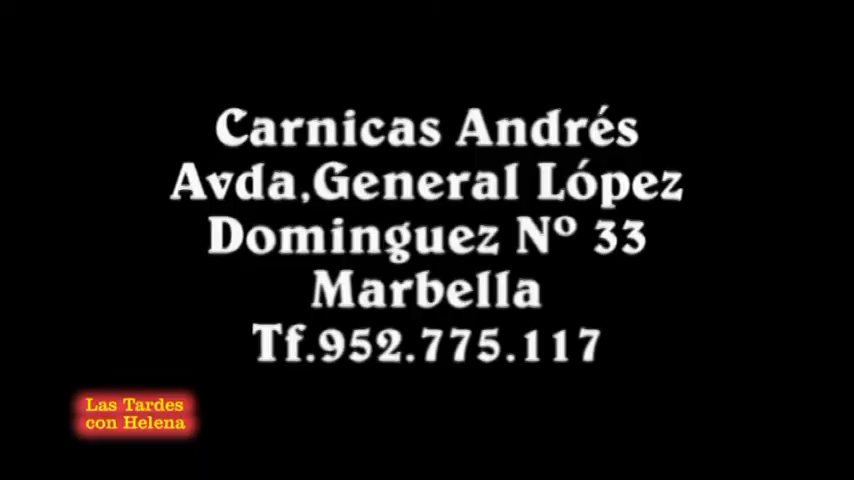 Carnicas Andrés
Avda,General López
Dominguez Nº 33
Marbella
Tf.952.775.117
Las Tardes
con Helena